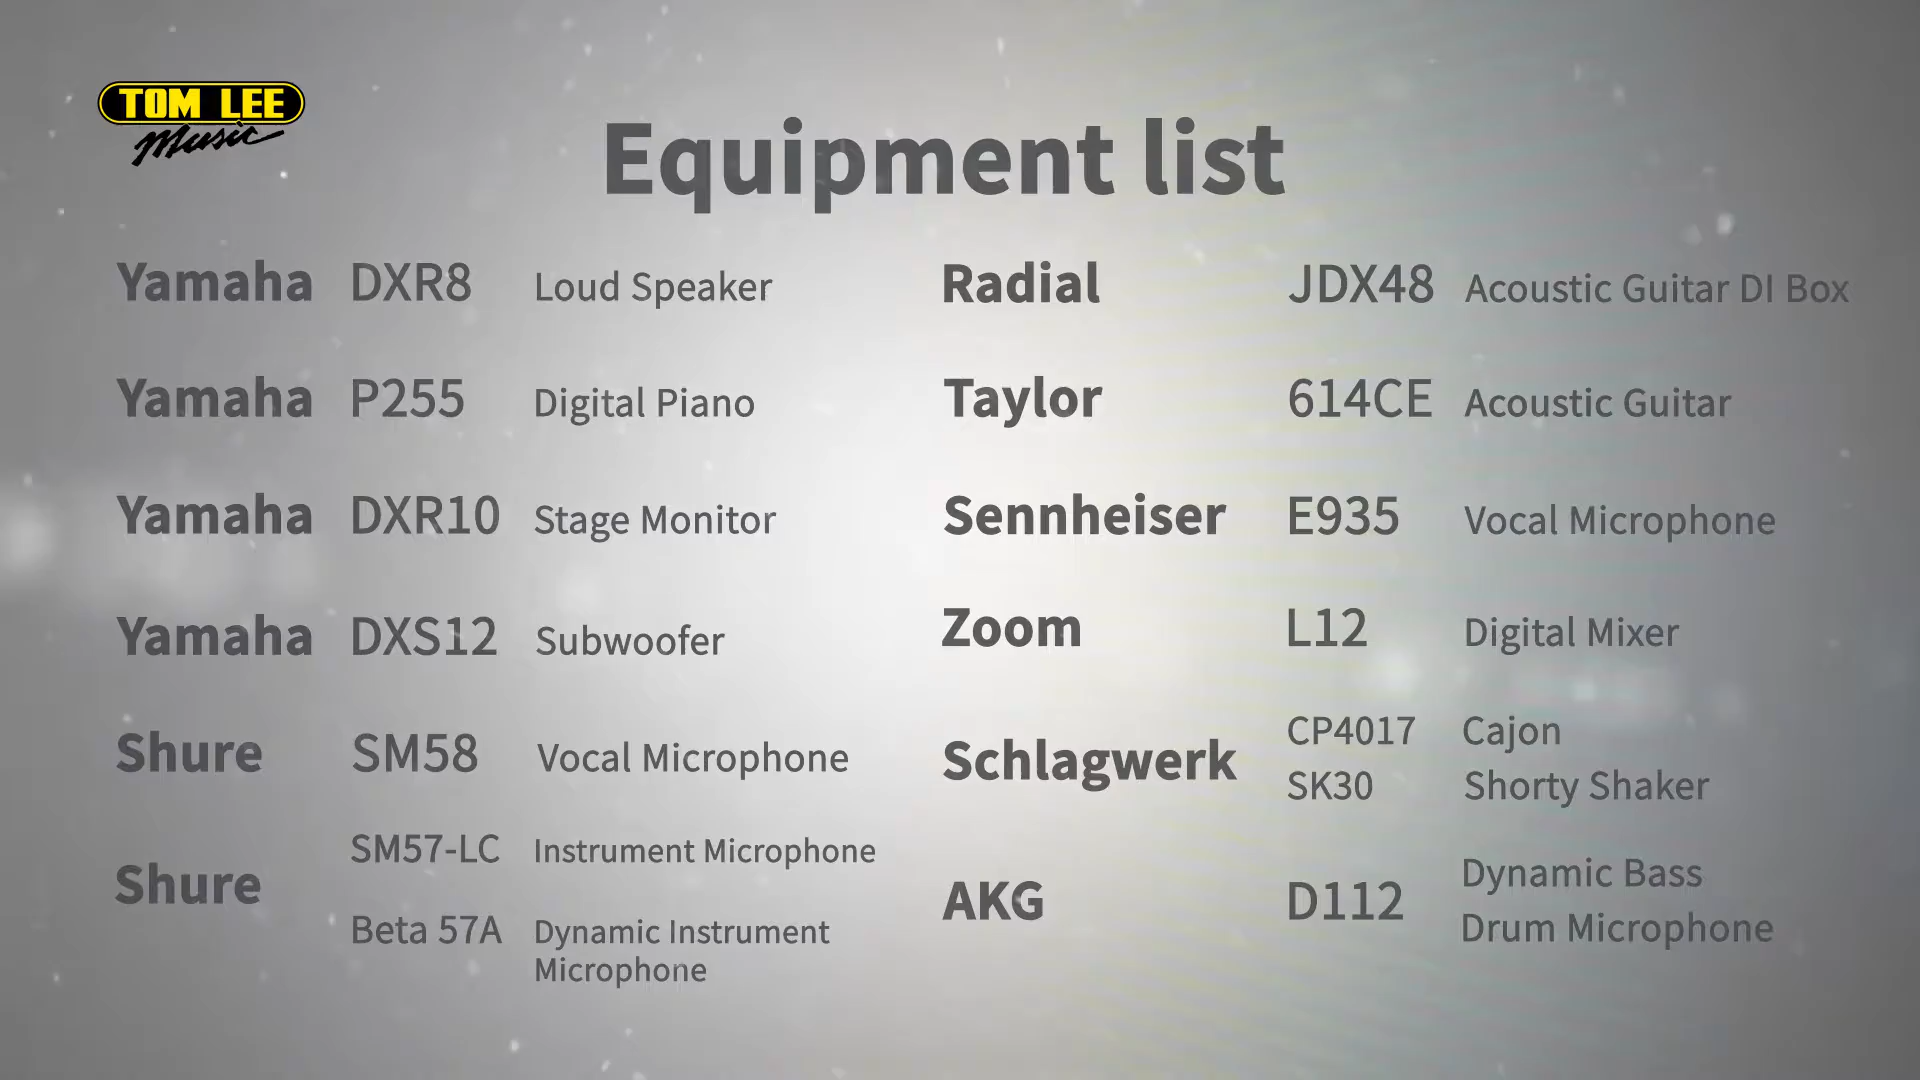 TOM LEE
Music
Equipment list
Yamaha DXR8 Loud Speaker
Yamaha P255 Digital Piano
Yamaha DXR10 Stage Monitor
Yamaha DXS12 Subwoofer
Shure SM58 Vocal Microphone
Shure
SM57-LC Instrument Microphone
Beta 57A Dynamic Instrument
Microphone
Radial JDX48 Acoustic Guitar DI Box
Taylor 614CE Acoustic Guitar
Sennheiser E935 Vocal Microphone
Zoom L12 Digital Mixer
Schlagwerk
CP4017 Cajon
SK30 Shorty Shaker
AKG D112
Dynamic Bass
Drum Microphone